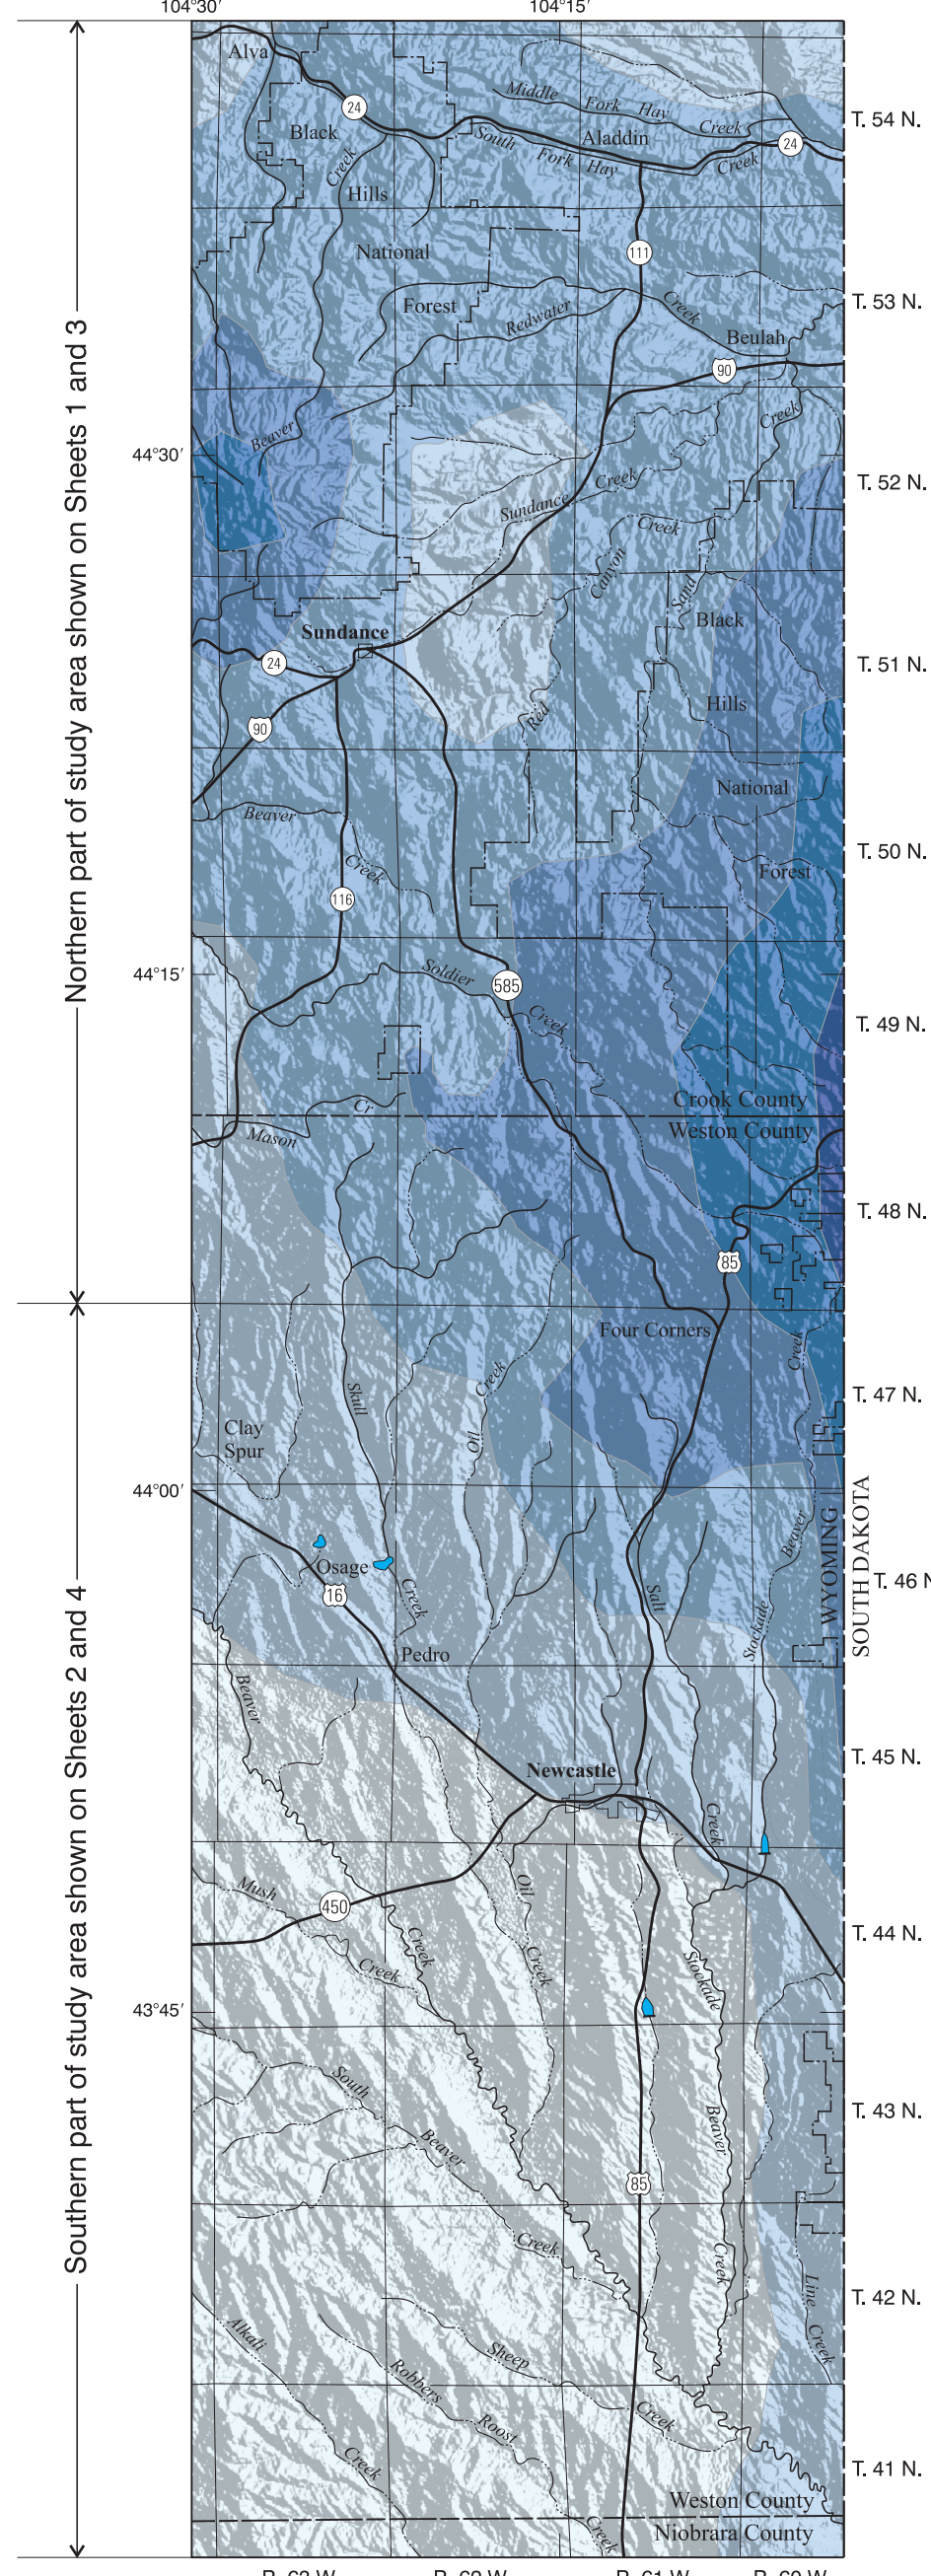 104°30′
104°15′
Alva
24
Black
Hills
National
Forest
Creek
Middle Fork Hay Creek
South Fork Hay Creek
Aladdin
24
T. 54 N.
111
T. 53 N.
Redwater Creek
Beulah
90
Creek
Beaver
44°30′
T. 52 N.
Sundance Creek
Creek
Canyon
Sand
Black
Sundance
24
T. 51 N.
Hills
Red
90
National
Beaver
Creek
T. 50 N.
Forest
116
Northern part of study area shown on Sheets 1 and 3
44°15′
Soldier
585
Creek
T. 49 N.
Crook County
Weston County
Cr
Mason
T. 48 N.
85
Four Corners
Creek
Creek
T. 47 N.
Skull
Oil
Clay
Spur
44°00′
WYOMING
SOUTH DAKOTA
Beaver
Osage
16
Creek
Salt
Stockade
T. 46 N
Pedro
Beaver
T. 45 N.
Newcastle
Creek
Southern part of study area shown on Sheets 2 and 4
Mush
Oil
450
Creek
T. 44 N.
Creek
Creek
Stockade
43°45′
South
T. 43 N.
Beaver
Beaver
85
Creek
Creek
Line
T. 42 N.
Alkali
Sheep
Creek
Robbers
Roost
Creek
Creek
T. 41 N.
Weston County
Niobrara County
Creek
R. 63 W.
R. 62 W.
R. 61 W.
R. 60 W.